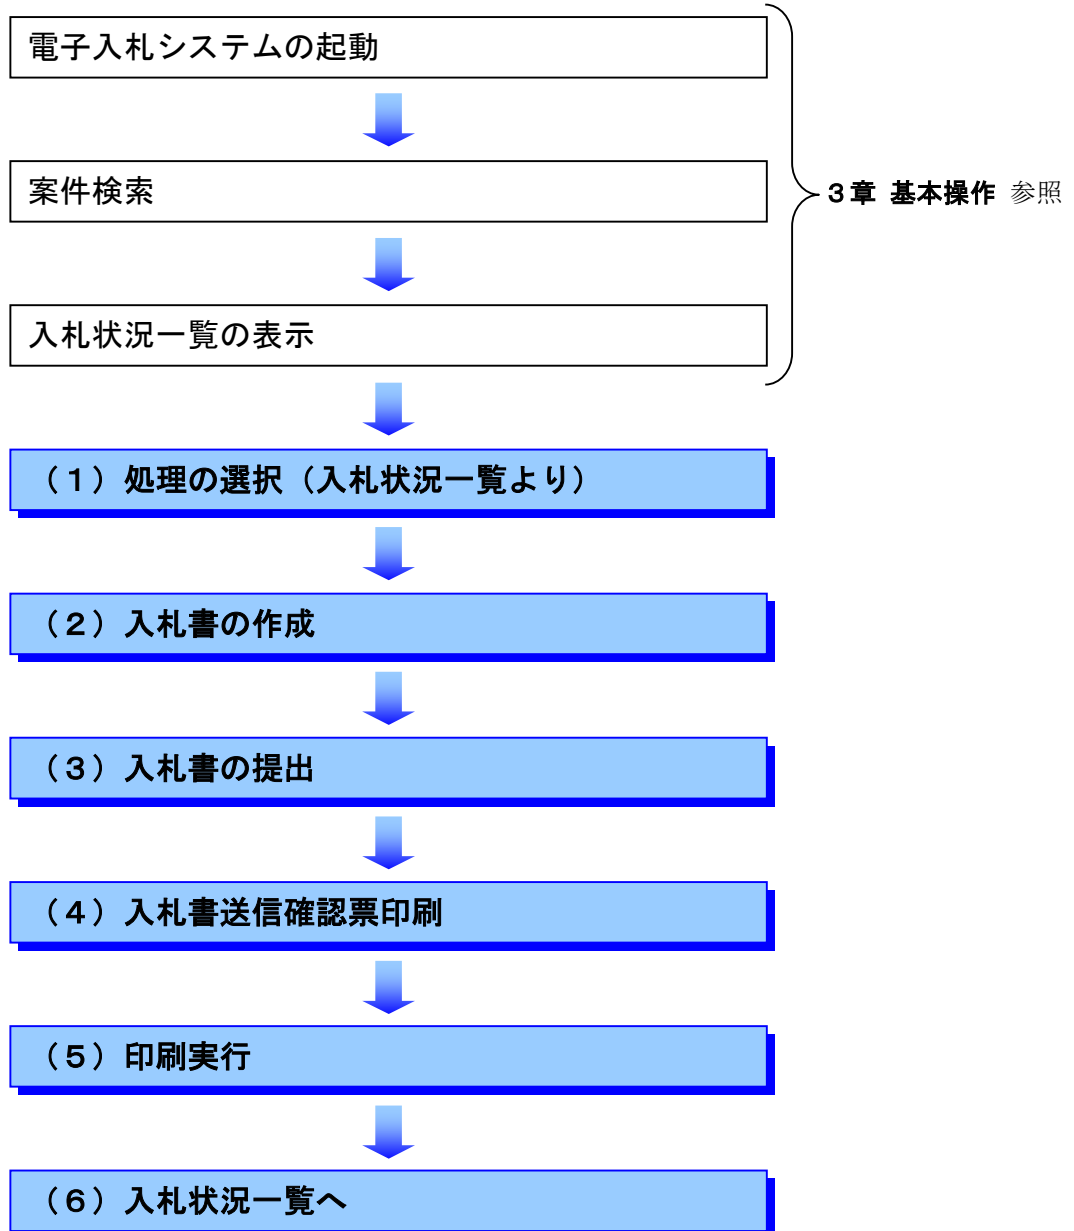 電子入札システムの起動
案件検索
3章 基本操作 参照
入札状況一覧の表示
（1）処理の選択（入札状況一覧より）
（2）入札書の作成
（3）入札書の提出
（4）入札書送信確認票印刷
（5）印刷実行
（6）入札状況一覧へ